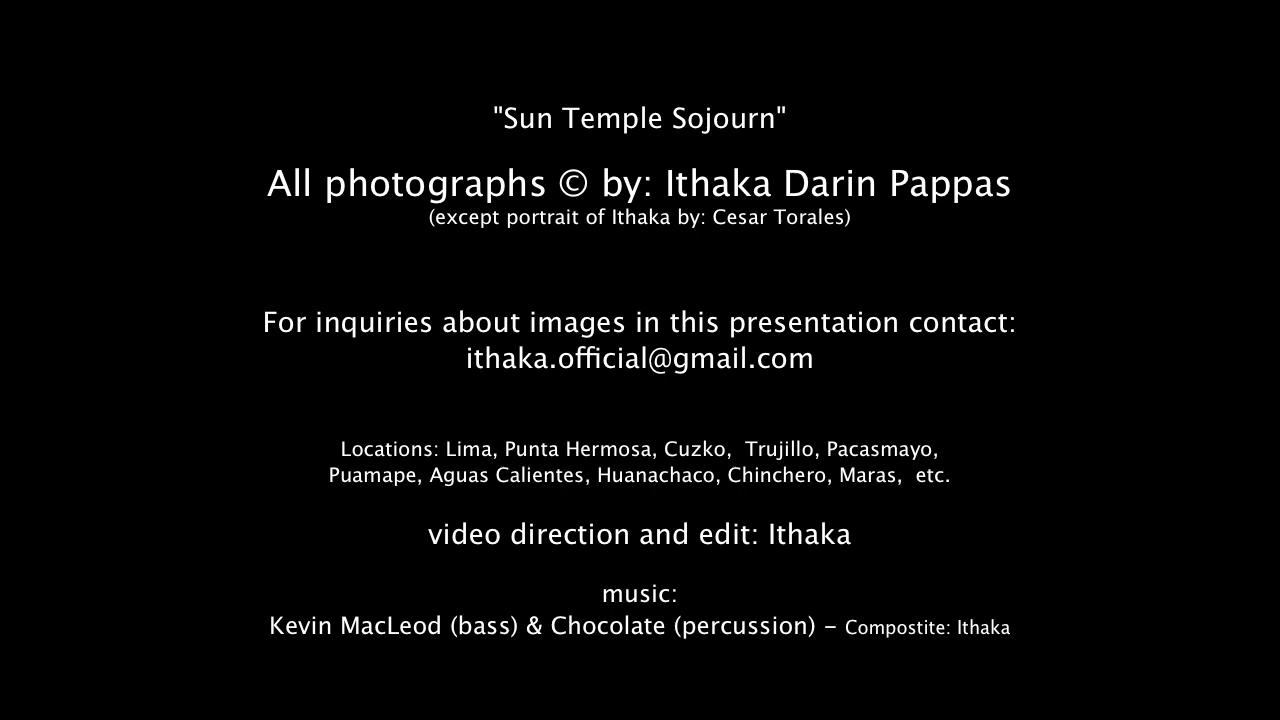 "Sun Temple Sojourn"
All photographs © by: Ithaka Darin Pappas
(except portrait of Ithaka by: Cesar Torales)
For inquiries about images in this presentation contact:
ithaka.official@gmail.com
Locations: Lima, Punta Hermosa, Cuzko,  Trujillo, Pacasmayo,
Puamape, Aguas Calientes, Huanachaco, Chinchero, Maras,  etc.
video direction and edit: Ithaka
music:
Kevin MacLeod (bass) & Chocolate (percussion) – Compostite: Ithaka